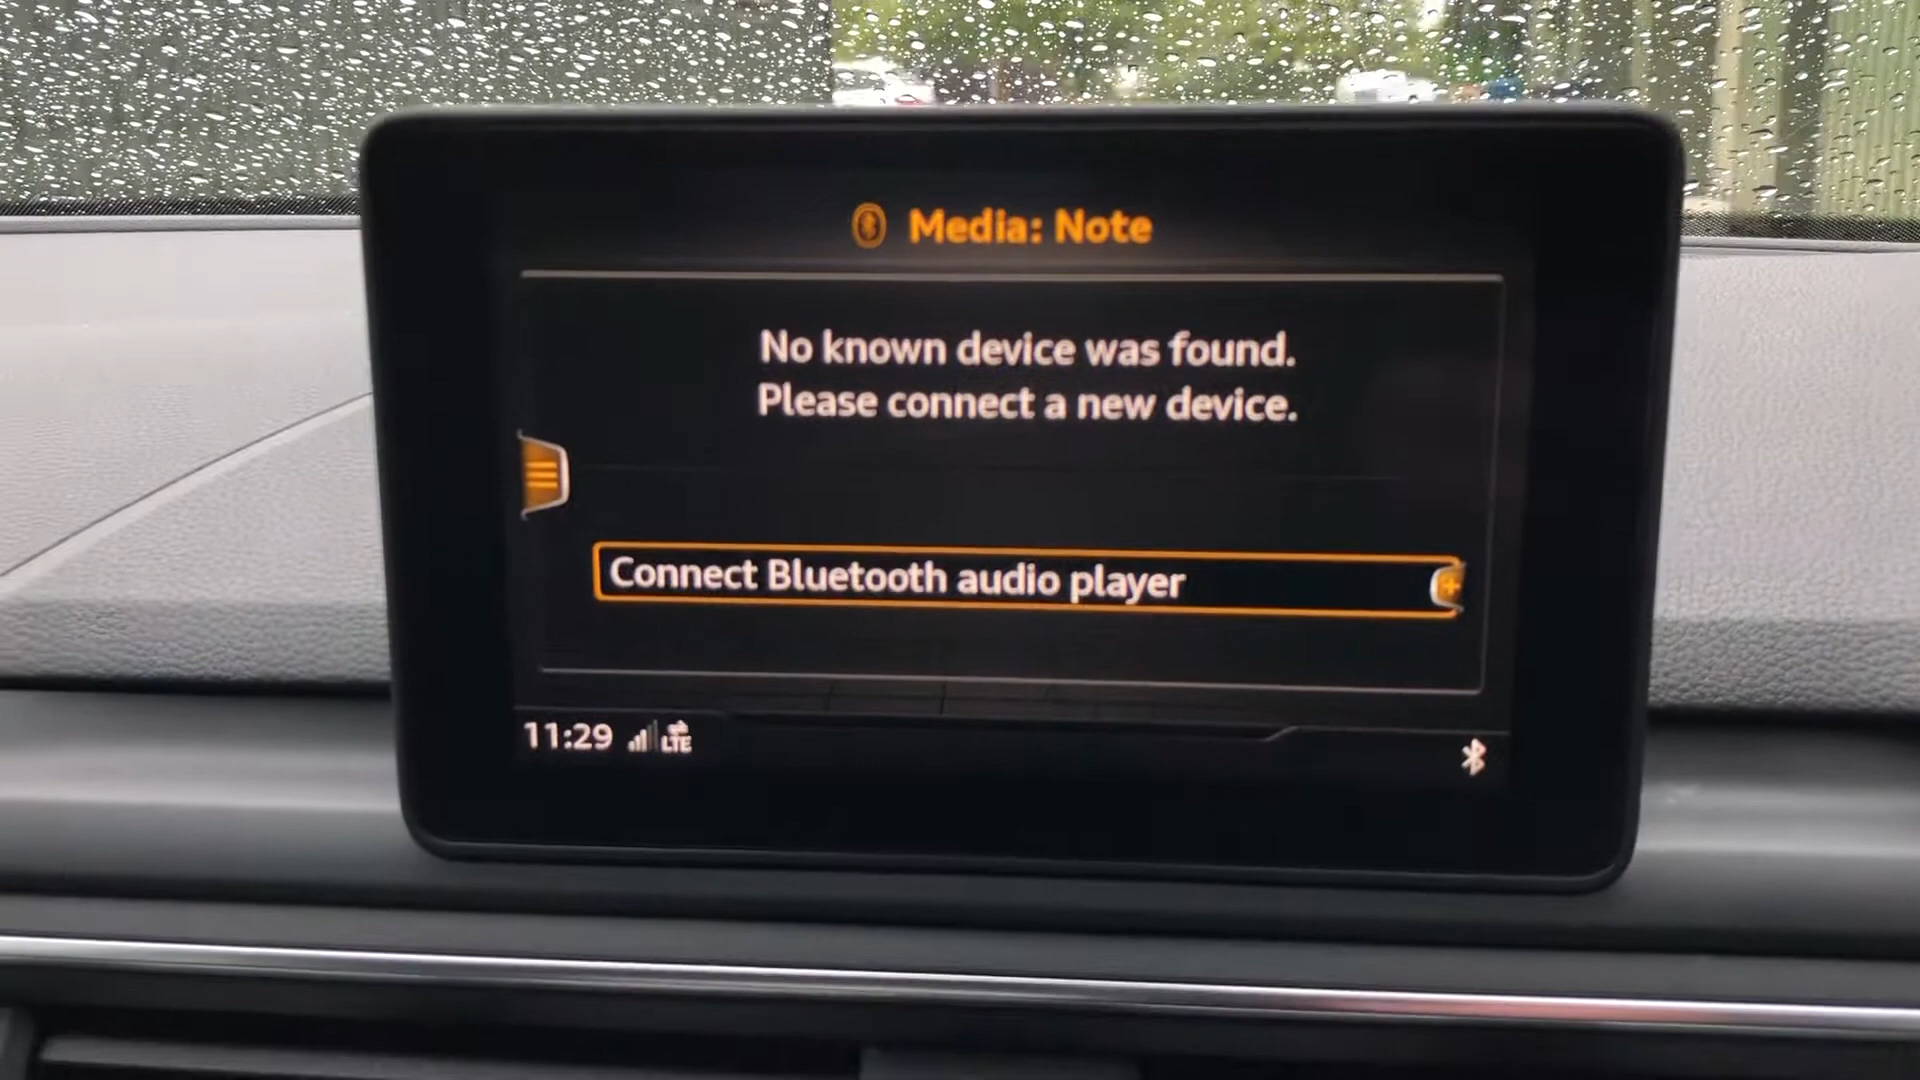 Media: Note
No known device was found.
Please connect a new device.
Connect Bluetooth audio player
11:29 LTE